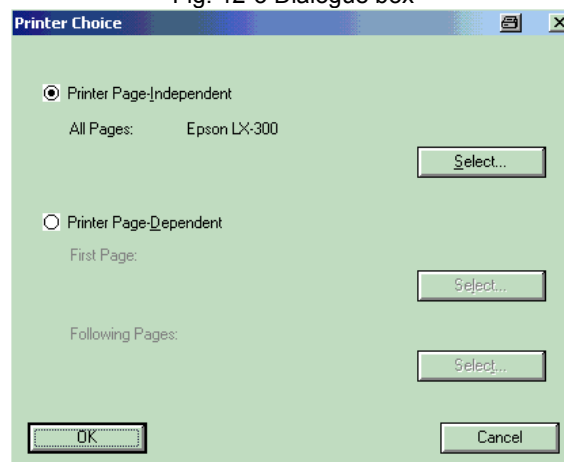 Fig. 12-3 Dialogue box
Printer Choice
Printer Page-Independent
All Pages: Epson LX-300
Select...
Printer Page-Dependent
First Page:
Select...
Following Pages:
Select...
OK Cancel